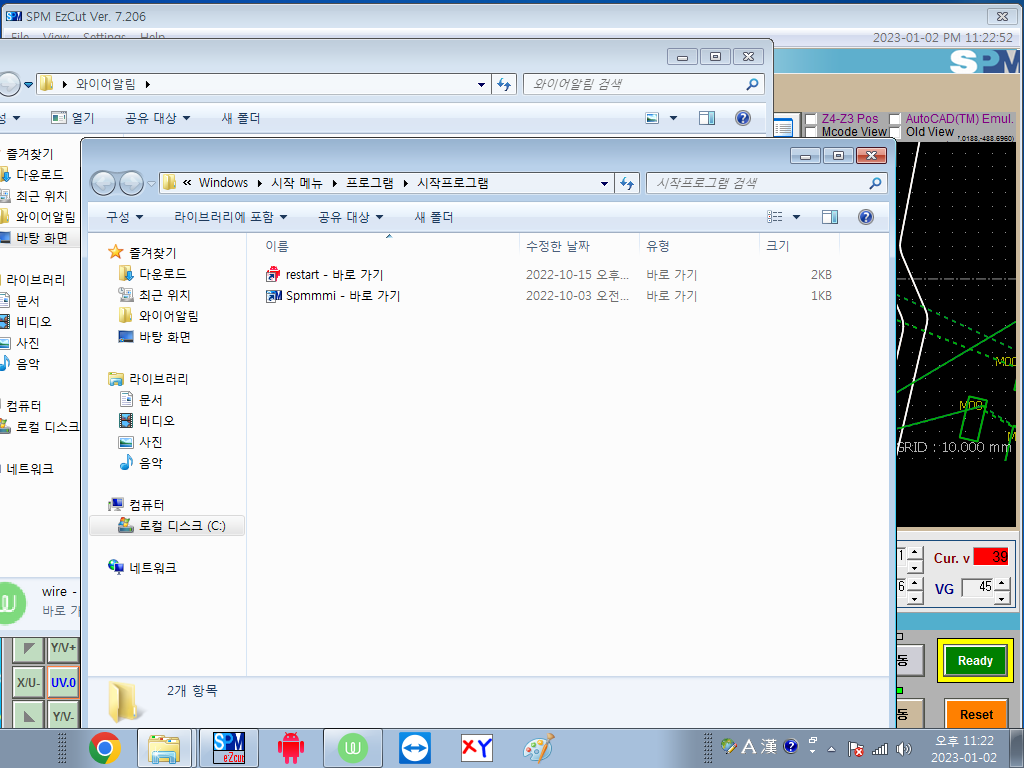 SPM EzCut Ver. 7.206
File View Settings Help
2023-01-02 PM 11:22:52
SPM
와이어알림
와이어알림 검색
열기
공유 대상
새 폴더
Z4-Z3 Pos
AutoCAD(TM) Emul.
Mcode View
Old View
즐겨찾기
다운로드
최근 위치
와이어알림
바탕 화면
라이브러리
문서
비디오
사진
음악
컴퓨터
로컬 디스크
네트워크
wire -
Windows
시작 메뉴
프로그램
시작프로그램
시작프로그램 검색
구성
라이브러리에 포함
공유 대상
새 폴더
즐겨찾기
다운로드
최근 위치
와이어알림
바탕 화면
라이브러리
문서
비디오
사진
음악
컴퓨터
로컬 디스크 (C:)
네트워크
이름
수정한 날짜
유형
크기
restart - 바로 가기
2022-10-15 오후...
바로 가기
2KB
Spmmmi - 바로 가기
2022-10-03 오전...
바로 가기
1KB
2개 항목
GRID : 10.000 mm
Cur. v
39
VG
45
Ready
Reset
Y/V+
X/U-
UV.0
Y/V-
SPM
eZcut
XY
A 漢
오후 11:22
2023-01-02